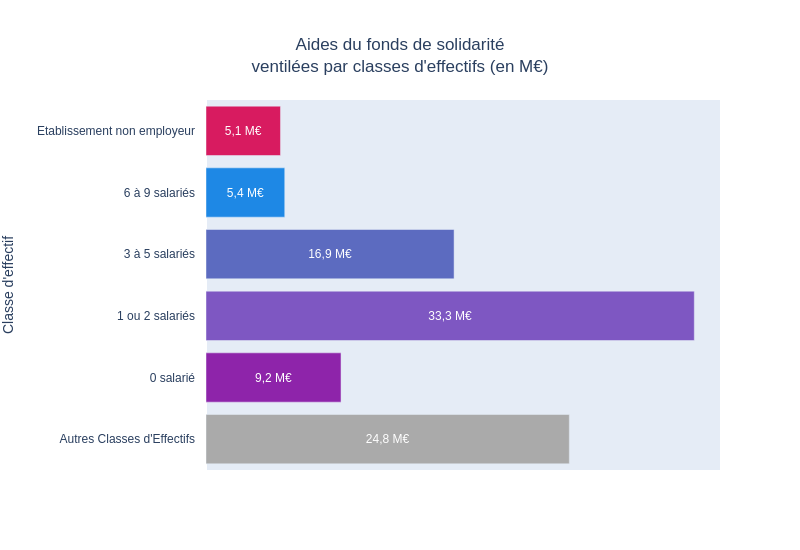 Aides du fonds de solidarité
ventilées par classes d'effectifs (en M€)
Classe d'effectif
Etablissement non employeur
5,1 M€
6 à 9 salariés
5,4 M€
3 à 5 salariés
16,9 M€
1 ou 2 salariés
33,3 M€
0 salarié
9,2 M€
Autres Classes d'Effectifs
24,8 M€